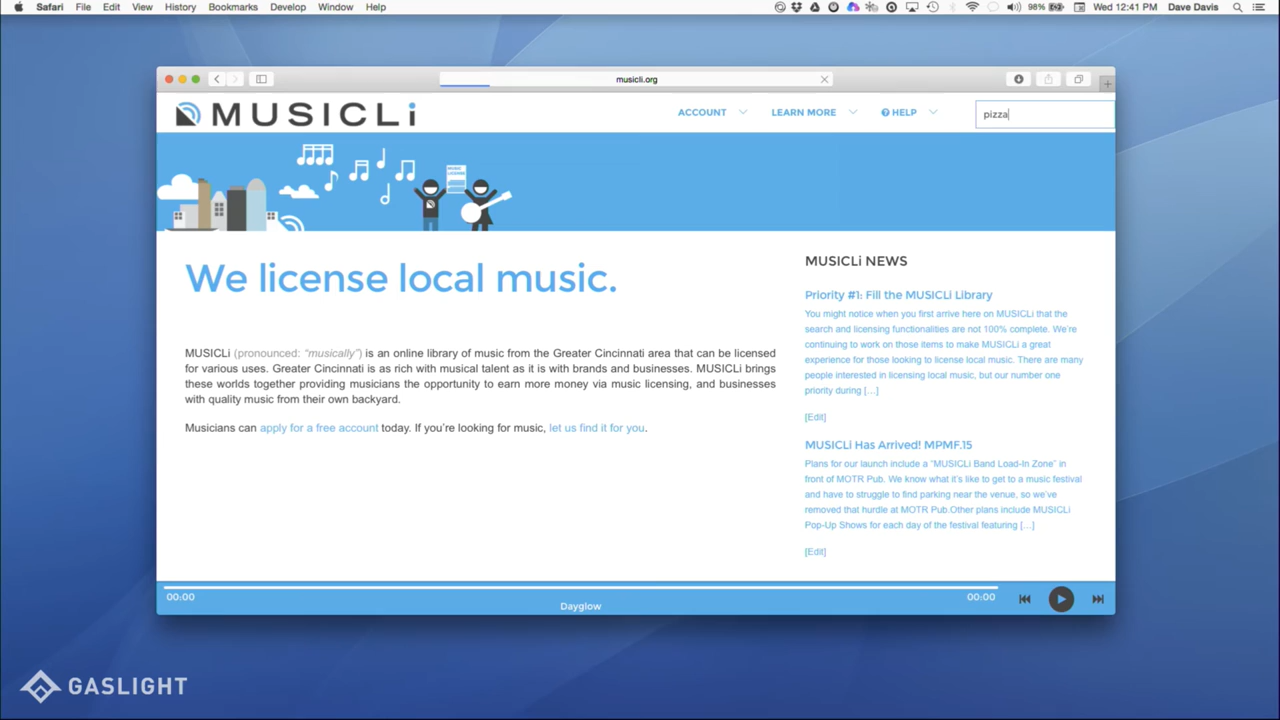 Safari File Edit View History Bookmarks Develop Window Help 98% Wed 12:41 PM Dave Davis
musicli.org
MUSICLi ACCOUNT LEARN MORE HELP pizza
We license local music.
MUSICLi (pronounced: “musically”) is an online library of music from the Greater Cincinnati area that can be licensed
for various uses. Greater Cincinnati is as rich with musical talent as it is with brands and businesses. MUSICLi brings
these worlds together providing musicians the opportunity to earn more money via music licensing, and businesses
with quality music from their own backyard.
Musicians can apply for a free account today. If you’re looking for music, let us find it for you.
MUSICLi NEWS
Priority #1: Fill the MUSICLi Library
You might notice when you first arrive here on MUSICLi that the
search and licensing functionalities are not 100% complete. We’re
continuing to work on those items to make MUSICLi a great
experience for those looking to license local music. There are many
people interested in licensing local music, but our number one
priority during [...]
[Edit]
MUSICLi Has Arrived! MPMF.15
Plans for our launch include a “MUSICLi Band Load-In Zone” in
front of MOTR Pub. We know what it’s like to get to a music festival
and have to struggle to find parking near the venue, so we’ve
removed that hurdle at MOTR Pub.Other plans include MUSICLi
Pop-Up Shows for each day of the festival featuring [...]
[Edit]
00:00 00:00
Dayglow
GASLIGHT